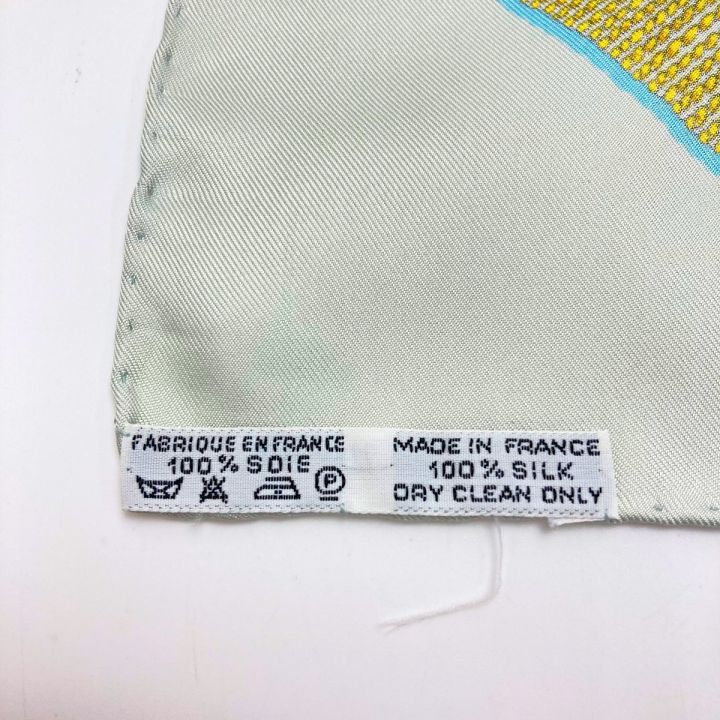 FABRIQUE EN FRANCE
100% SOIE
P
MADE IN FRANCE
100% SILK
DRY CLEAN ONLY